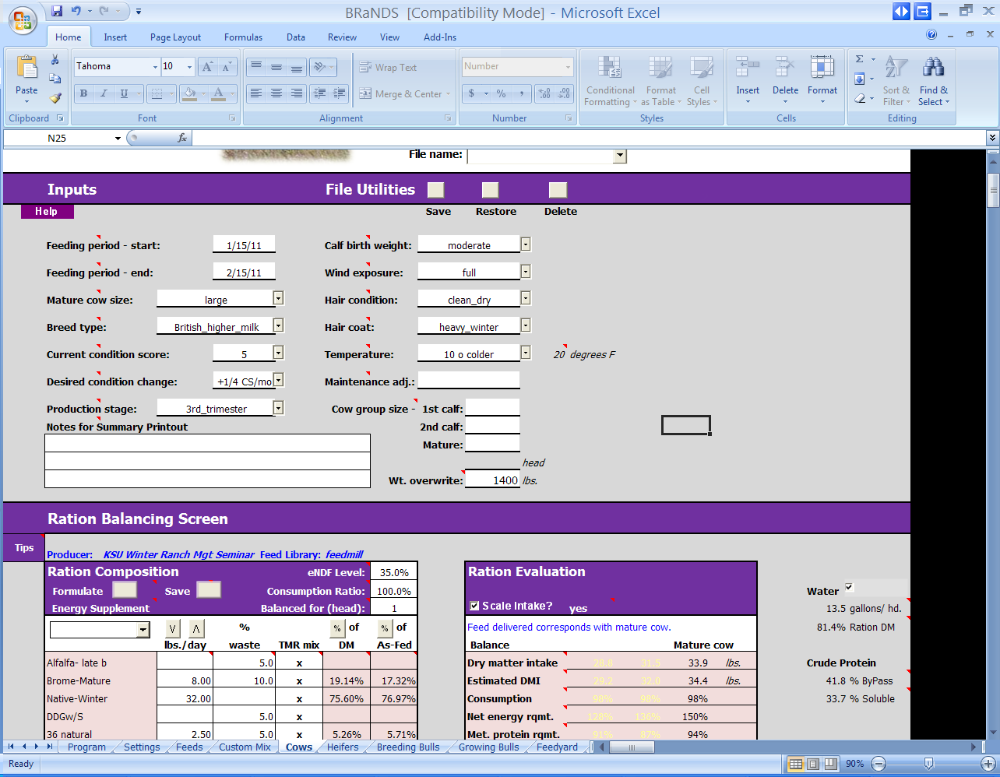 BRaNDS [Compatibility Mode] - Microsoft Excel
Home Insert Page Layout Formulas Data Review View Add-Ins
Paste
Tahoma 10
Wrap Text
Merge & Center
Number
Conditional Formatting
Format as Table
Cell Styles
Insert Delete Format
Sort & Filter
Find & Select
Clipboard Font Alignment Number Styles Cells Editing
N25 fx
File name:
Inputs File Utilities
Save Restore Delete
Help
Feeding period - start: 1/15/11 Calf birth weight: moderate
Feeding period - end: 2/15/11 Wind exposure: full
Mature cow size: large Hair condition: clean_dry
Breed type: British_higher_milk Hair coat: heavy_winter
Current condition score: 5 Temperature: 10 o colder 20 degrees F
Desired condition change: +1/4 CS/mo Maintenance adj.:
Production stage: 3rd_trimester Cow group size - 1st calf:
Notes for Summary Printout 2nd calf:
Mature:
head
Wt. overwrite: 1400 lbs.
Ration Balancing Screen
Tips
Producer: KSU Winter Ranch Mgt Seminar Feed Library: feedmill
Ration Composition eNDF Level: 35.0% Ration Evaluation
Formulate Save Consumption Ratio: 100.0% Water
Energy Supplement Balanced for (head): 1 Scale Intake? yes 13.5 gallons/ hd.
V Λ % % of % of Feed delivered corresponds with mature cow. 81.4% Ration DM
lbs./day waste TMR mix DM As-Fed Balance Mature cow
Alfalfa- late b 5.0 x Dry matter intake 28.8 31.5 33.9 lbs. Crude Protein
Brome-Mature 8.00 10.0 x 19.14% 17.32% Estimated DMI 29.2 32.0 34.4 lbs. 41.8 % ByPass
Native-Winter 32.00 x 75.60% 76.97% Consumption 98% 98% 98% 33.7 % Soluble
DDGw/S 5.0 x Net energy rqmt. 128% 136% 150%
36 natural 2.50 5.0 x 5.26% 5.71% Met. protein rqmt. 91% 87% 94%
Program Settings Feeds Custom Mix Cows Heifers Breeding Bulls Growing Bulls Feedyard
Ready 90%